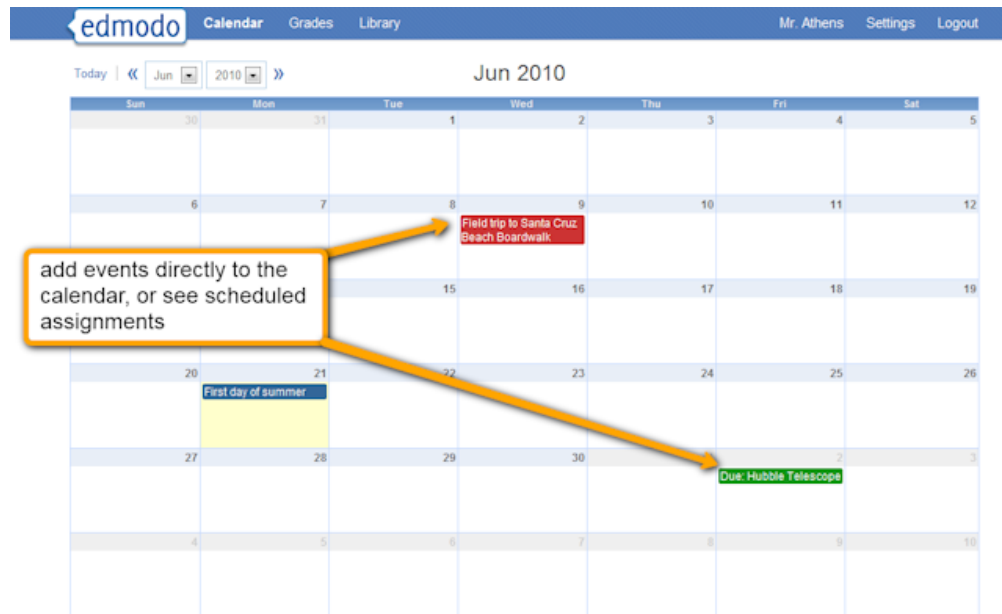 edmodo Calendar Grades Library Mr. Athens Settings Logout
Today | « Jun 2010 » Jun 2010
Sun Mon Tue Wed Thu Fri Sat
30 31 1 2 3 4 5
6 7 8 9 10 11 12
Field trip to Santa Cruz
Beach Boardwalk
add events directly to the
calendar, or see scheduled
assignments
15 16 17 18 19
20 21 22 23 24 25 26
First day of summer
27 28 29 30 2 3
Due: Hubble Telescope
4 5 6 7 8 9 10